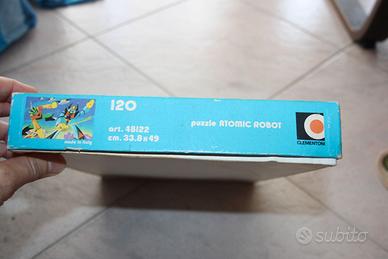 120
art. 48122
cm. 33.8 x 49
made in Italy
puzzle ATOMIC ROBOT
CLEMENTONI
subito